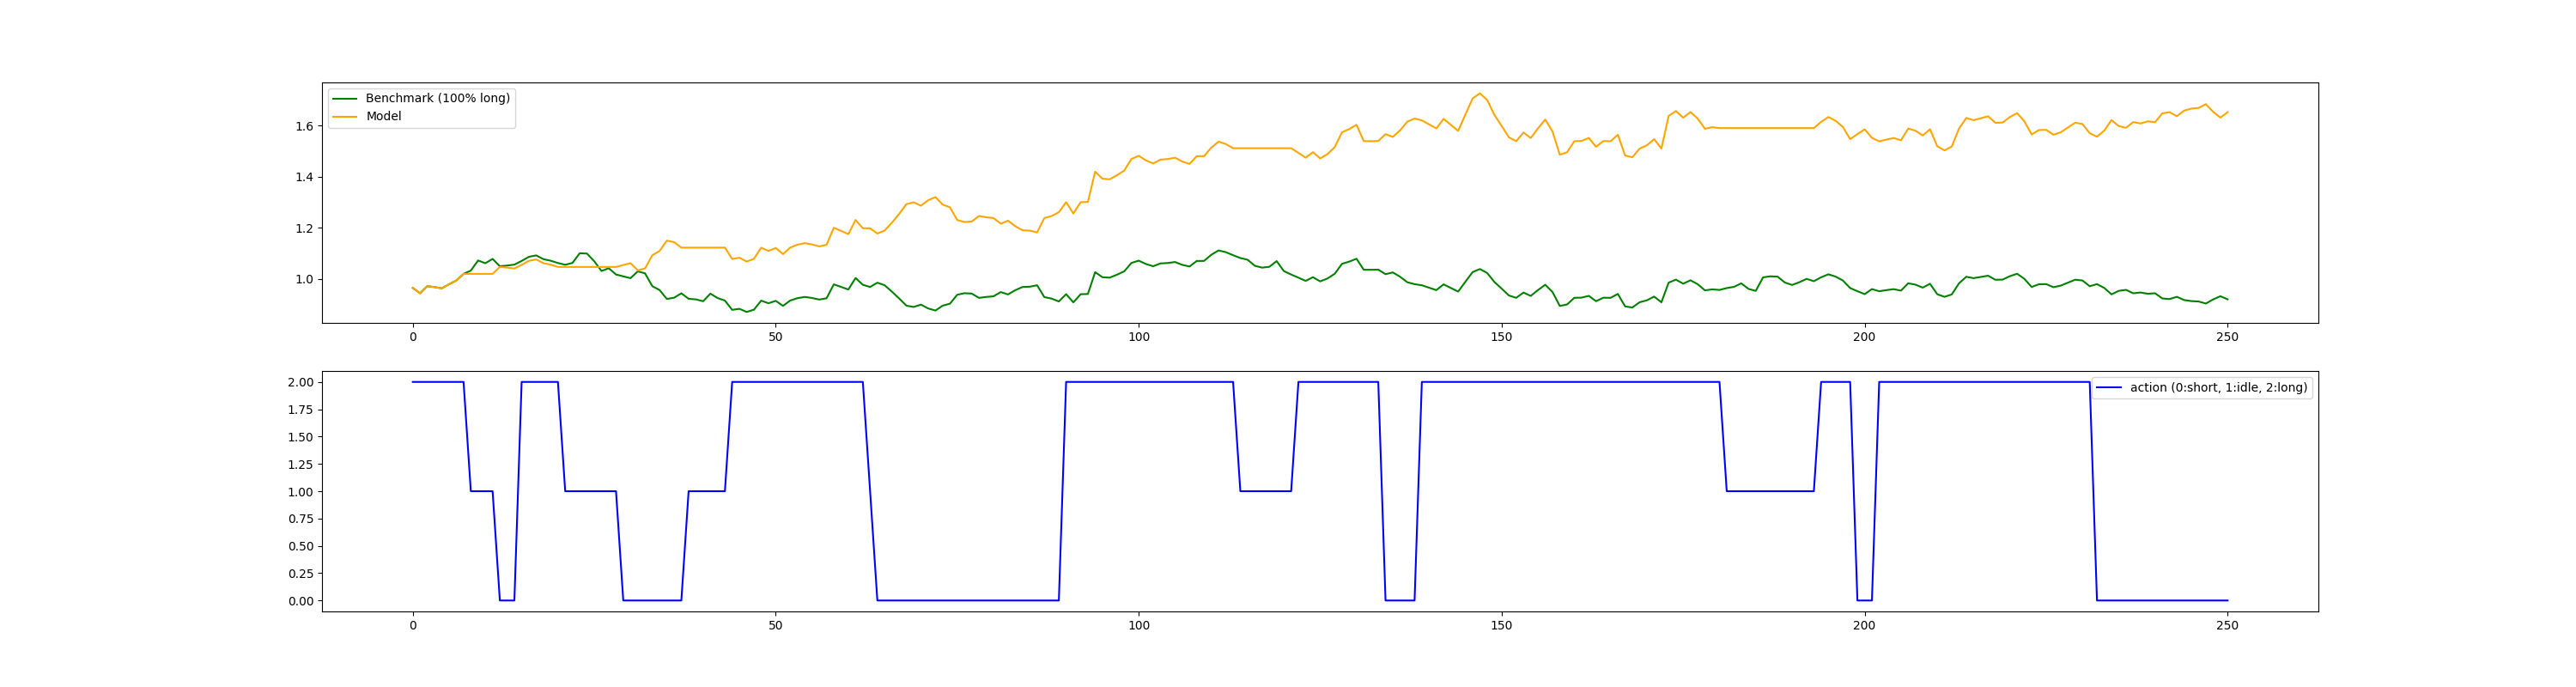 Benchmark (100% long)
Model
1.6
1.4
1.2
1.0
0 50 100 150 200 250
action (0:short, 1:idle, 2:long)
2.00
1.75
1.50
1.25
1.00
0.75
0.50
0.25
0.00
0 50 100 150 200 250